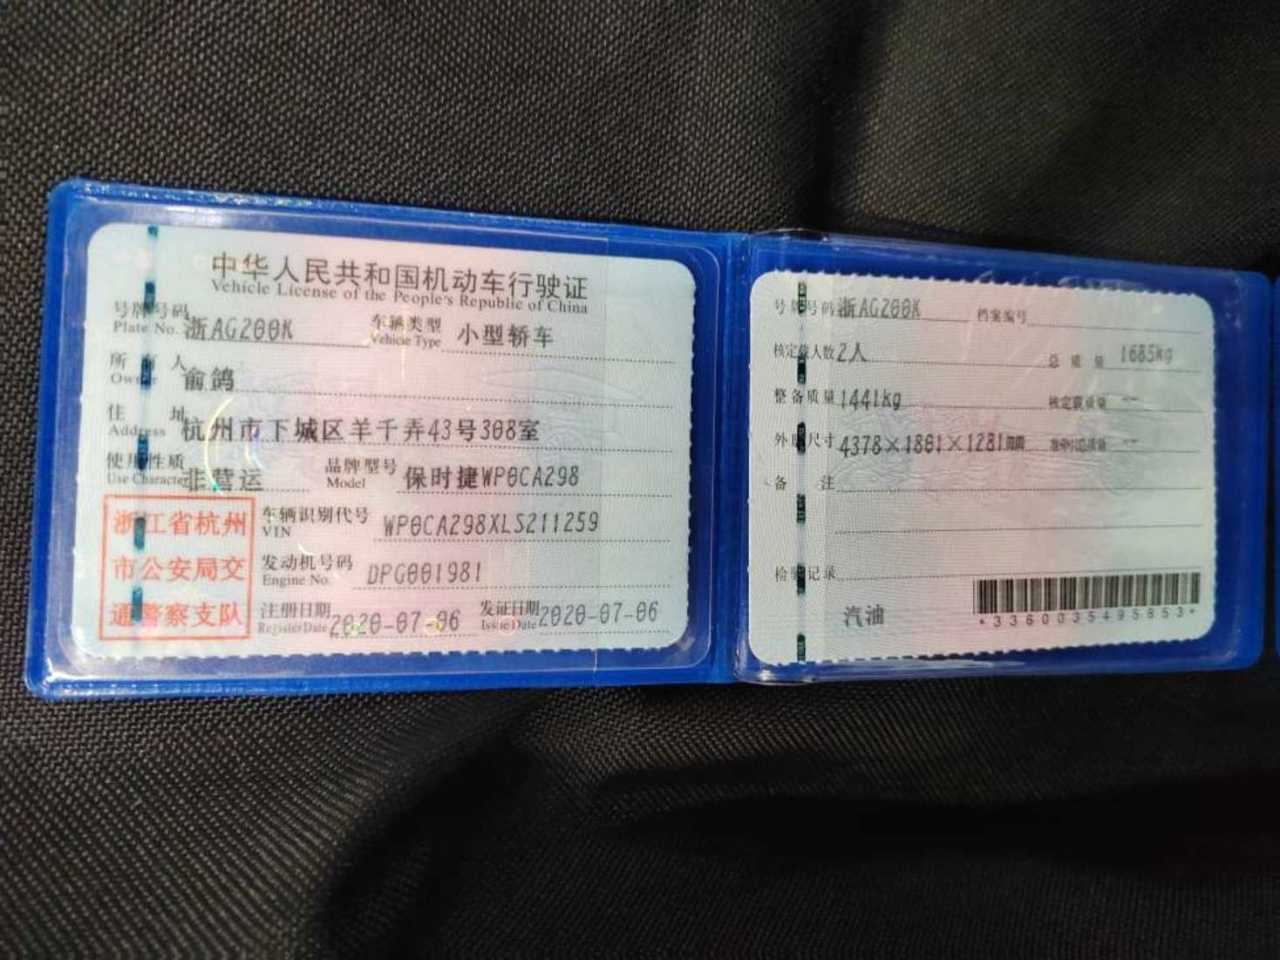 中华人民共和国机动车行驶证
Vehicle License of the People's Republic of China
号牌号码 浙AG200K 车辆类型 小型轿车
Plate No. Vehicle Type
所有人 俞鸽
Owner
住址 杭州市下城区羊千弄43号308室
Address
使用性质 非营运 品牌型号 保时捷WP0CA298
Use Character Model
车辆识别代号 WP0CA298XLS211259
VIN
发动机号码 DPG001981
Engine No.
注册日期 2020-07-06 发证日期 2020-07-06
Register Date Issue Date
浙江省杭州
市公安局交
通警察支队
号牌号码 浙AG200K 档案编号
核定载人数 2人 总质量 1685kg
整备质量 1441kg 核定载质量 --
外廓尺寸 4378×1801×1281mm 准牵引总质量 --
备注
检验记录
汽油
*3360035495853*